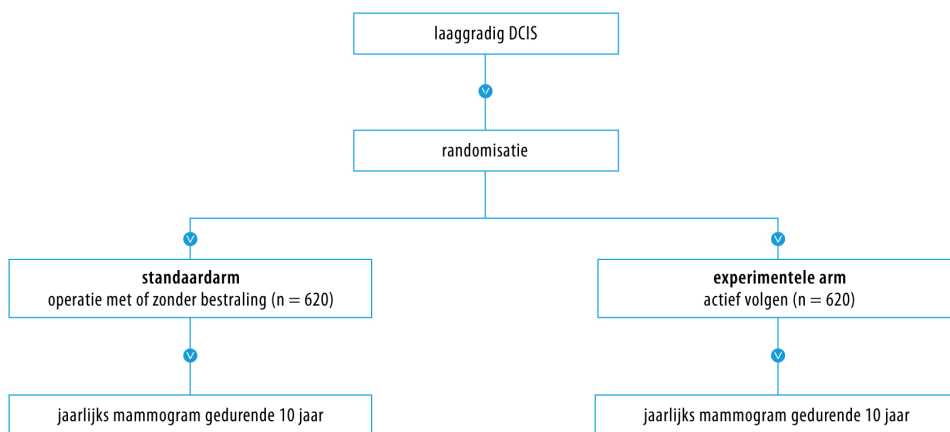 laaggradig DCIS
randomisatie
standaardarm
operatie met of zonder bestraling (n = 620)
experimentele arm
actief volgen (n = 620)
jaarlijks mammogram gedurende 10 jaar
jaarlijks mammogram gedurende 10 jaar